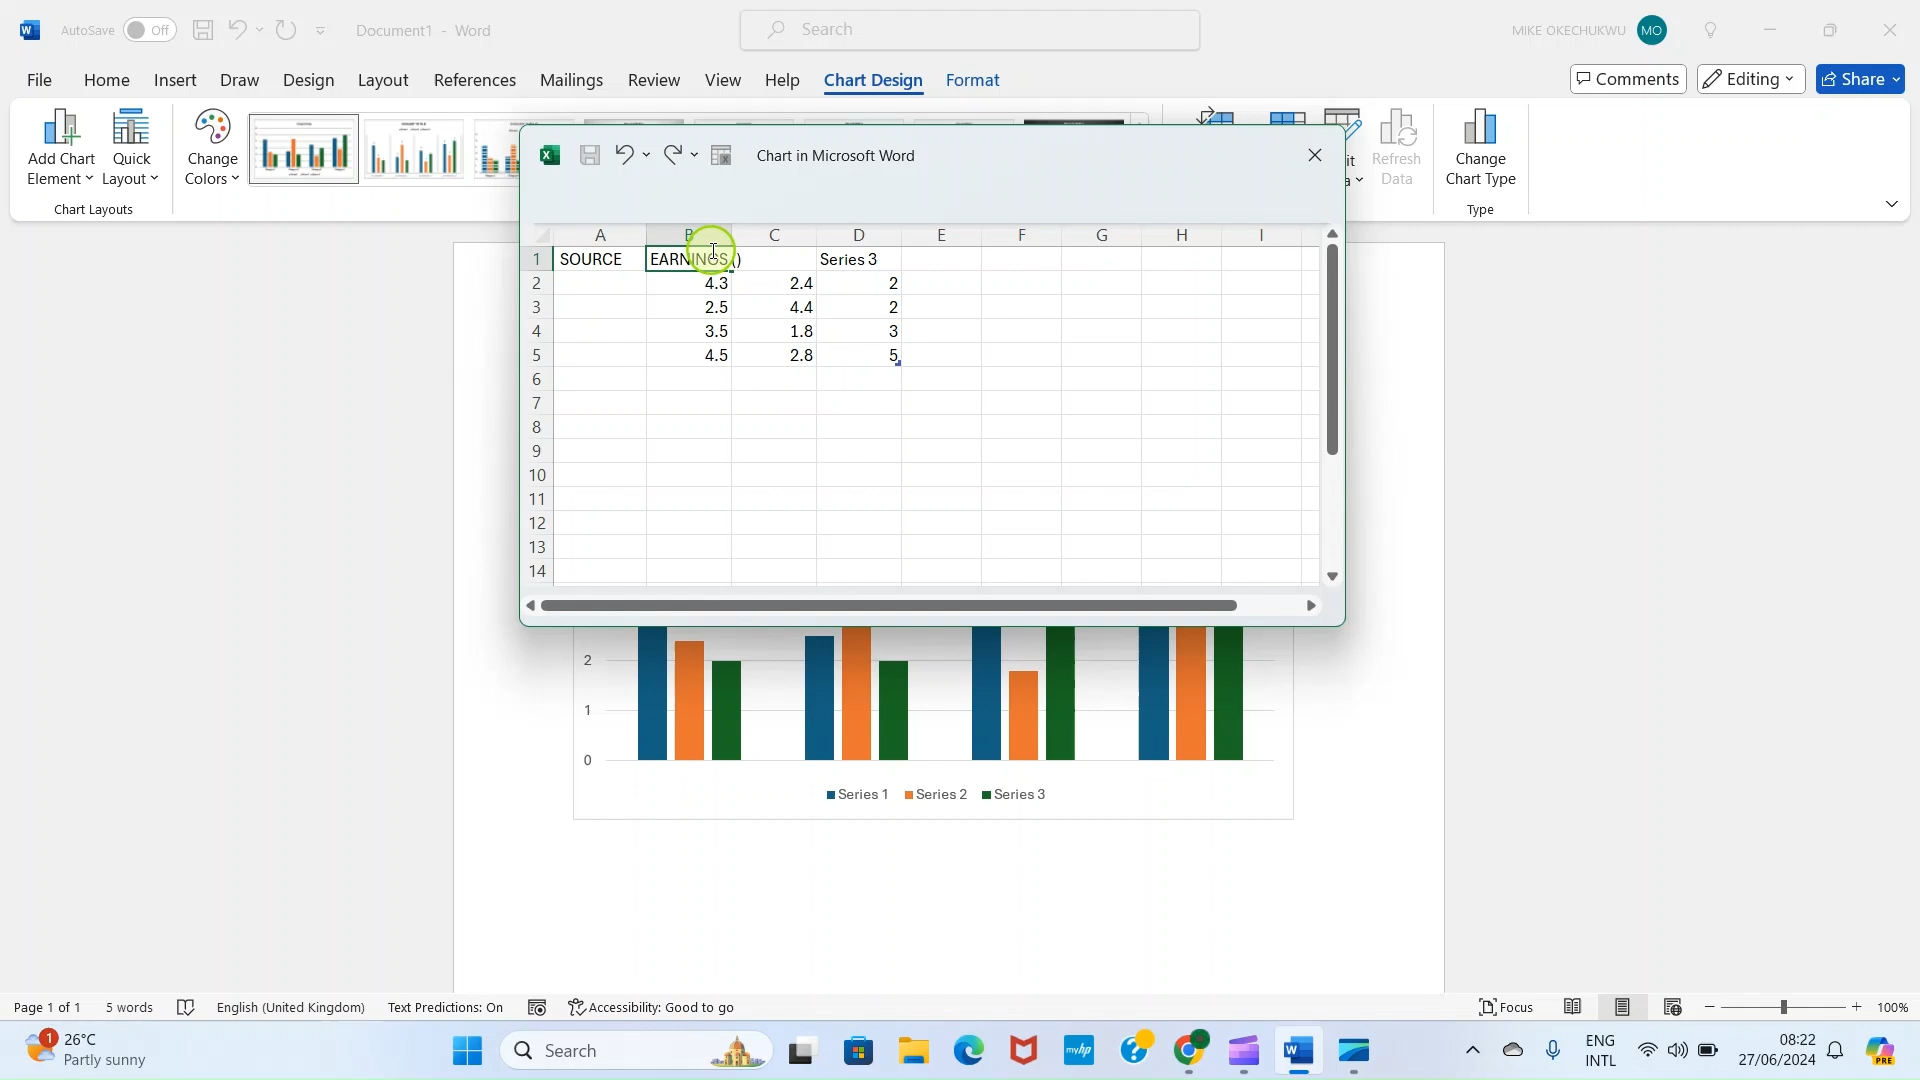 AutoSave Off Document1 - Word Search MIKE OKECHUKWU MO
File Home Insert Draw Design Layout References Mailings Review View Help Chart Design Format Comments Editing Share
Add Chart Element Quick Layout Change Colors Refresh Data Change Chart Type
Chart Layouts Type
Chart in Microsoft Word
A B C D E F G H I
1 SOURCE EARNINGS () Series 3
2 4.3 2.4 2
3 2.5 4.4 2
4 3.5 1.8 3
5 4.5 2.8 5
6
7
8
9
10
11
12
13
14
2
1
0
Series 1 Series 2 Series 3
Page 1 of 1 5 words English (United Kingdom) Text Predictions: On Accessibility: Good to go Focus 100%
1 26°C
Partly sunny
Search
myhp
ENG
INTL
08:22
27/06/2024
PRE